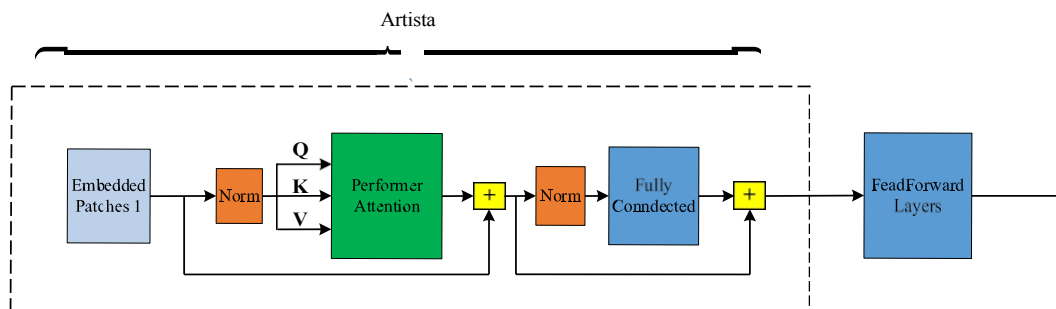 Artista
Embedded
Patches 1
Norm
Q
K
V
Performer
Attention
+
Norm
Fully
Conndected
+
FeadForward
Layers